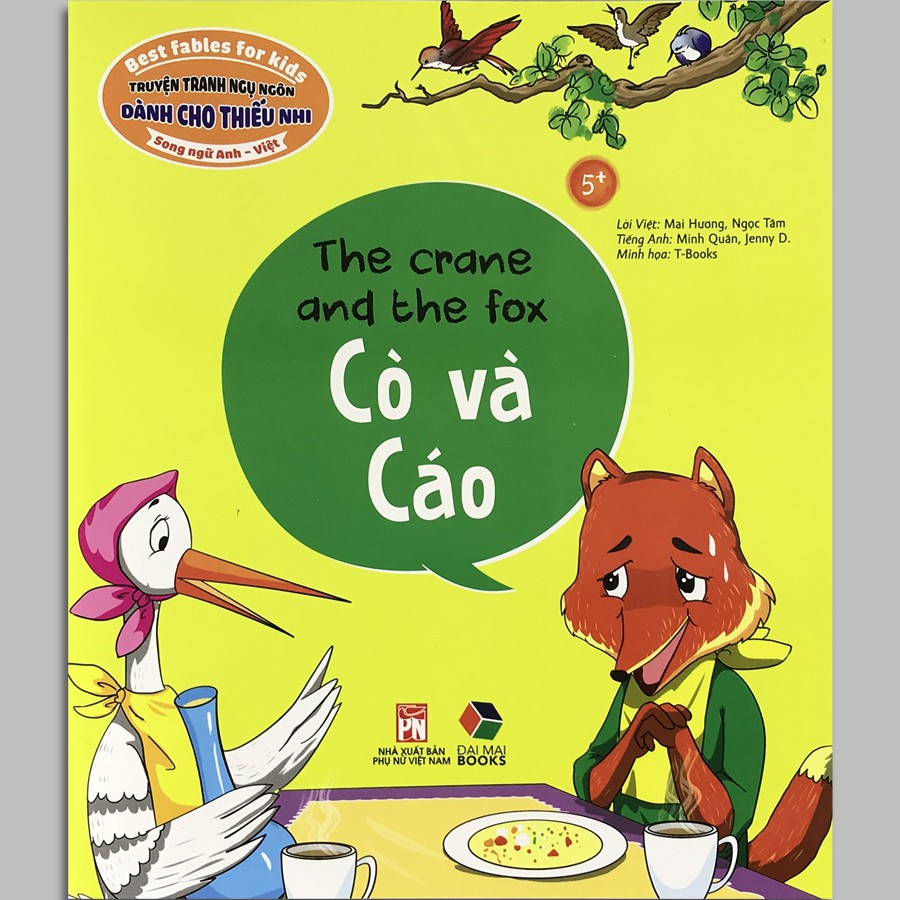 Best fables for kids
TRUYỆN TRANH NGỤ NGÔN
DÀNH CHO THIẾU NHI
Song ngữ Anh - Việt
5+
Lời Việt: Mai Hương, Ngọc Tâm
Tiếng Anh: Minh Quân, Jenny D.
Minh họa: T-Books
The crane
and the fox
Cò và
Cáo
PN
NHÀ XUẤT BẢN
PHỤ NỮ VIỆT NAM
ĐẠI MAI
BOOKS